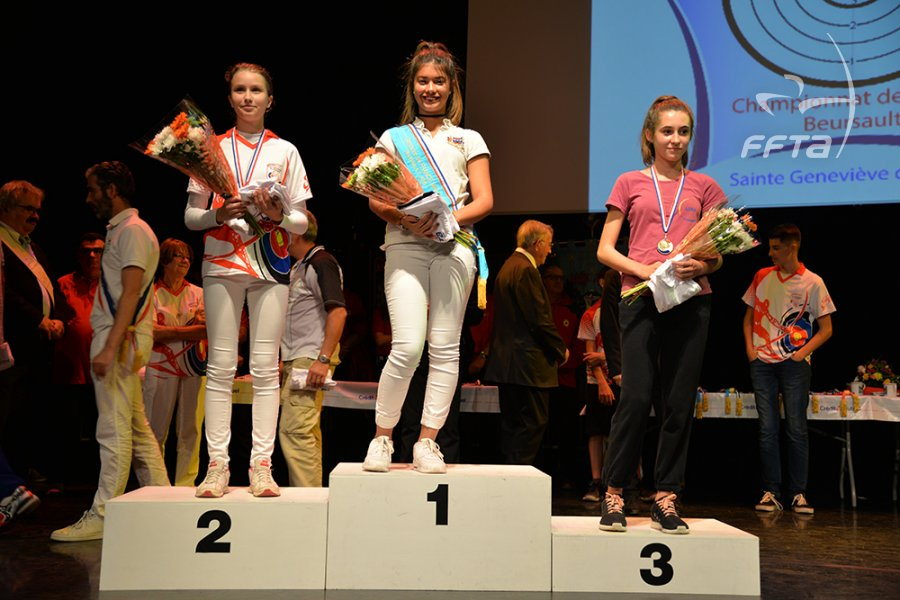 Championnat de
Beursault
FFTA
Sainte Geneviève
2
1
3